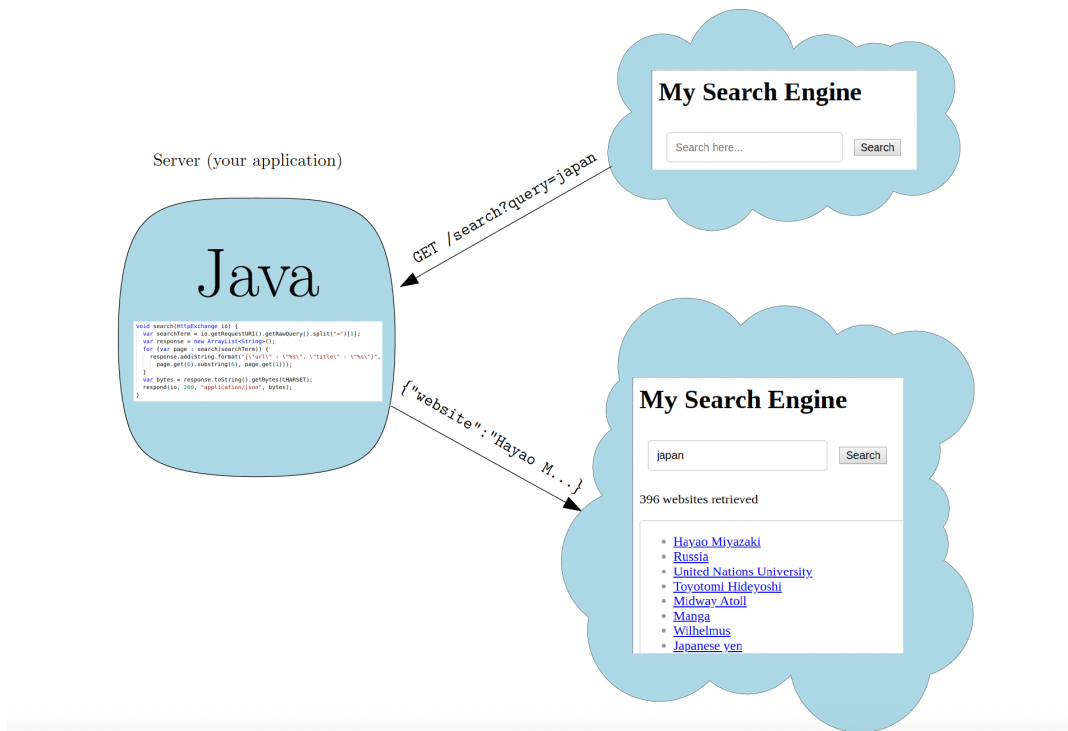 Server (your application)
Java
void search(HttpExchange io) {
var searchTerm = io.getRequestURI().getRawQuery().split("=")[1];
var response = new ArrayList<String>();
for (var page : search(searchTerm)) {
response.add(String.format("{\"url\" : \"%s\", \"title\" : \"%s\"}",
page.get(0).substring(6), page.get(1)));
}
var bytes = response.toString().getBytes(CHARSET);
respond(io, 200, "application/json", bytes);
}
GET /search?query=japan
My Search Engine
Search here...
Search
{"website":"Hayao M...}
My Search Engine
japan
Search
396 websites retrieved
Hayao Miyazaki
Russia
United Nations University
Toyotomi Hideyoshi
Midway Atoll
Manga
Wilhelmus
Japanese yen